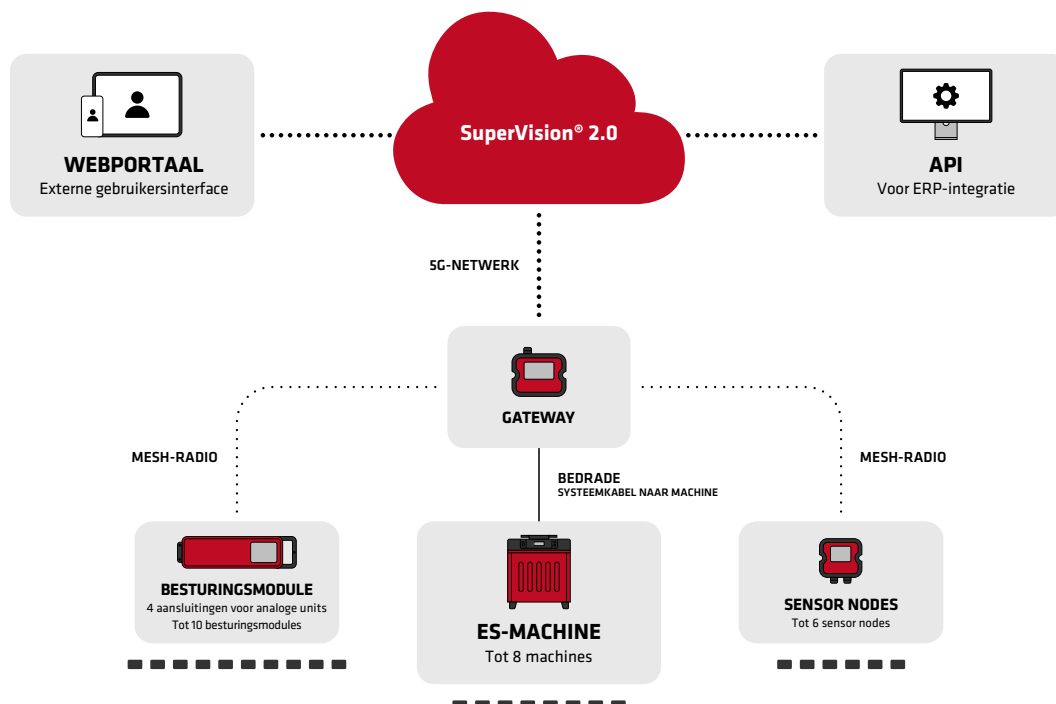 SuperVision® 2.0
WEBPORTAAL
Externe gebruikersinterface
API
Voor ERP-integratie
5G-NETWERK
GATEWAY
MESH-RADIO
MESH-RADIO
BEDRADE
SYSTEEMKABEL NAAR MACHINE
BESTURINGSMODULE
4 aansluitingen voor analoge units
Tot 10 besturingsmodules
ES-MACHINE
Tot 8 machines
SENSOR NODES
Tot 6 sensor nodes